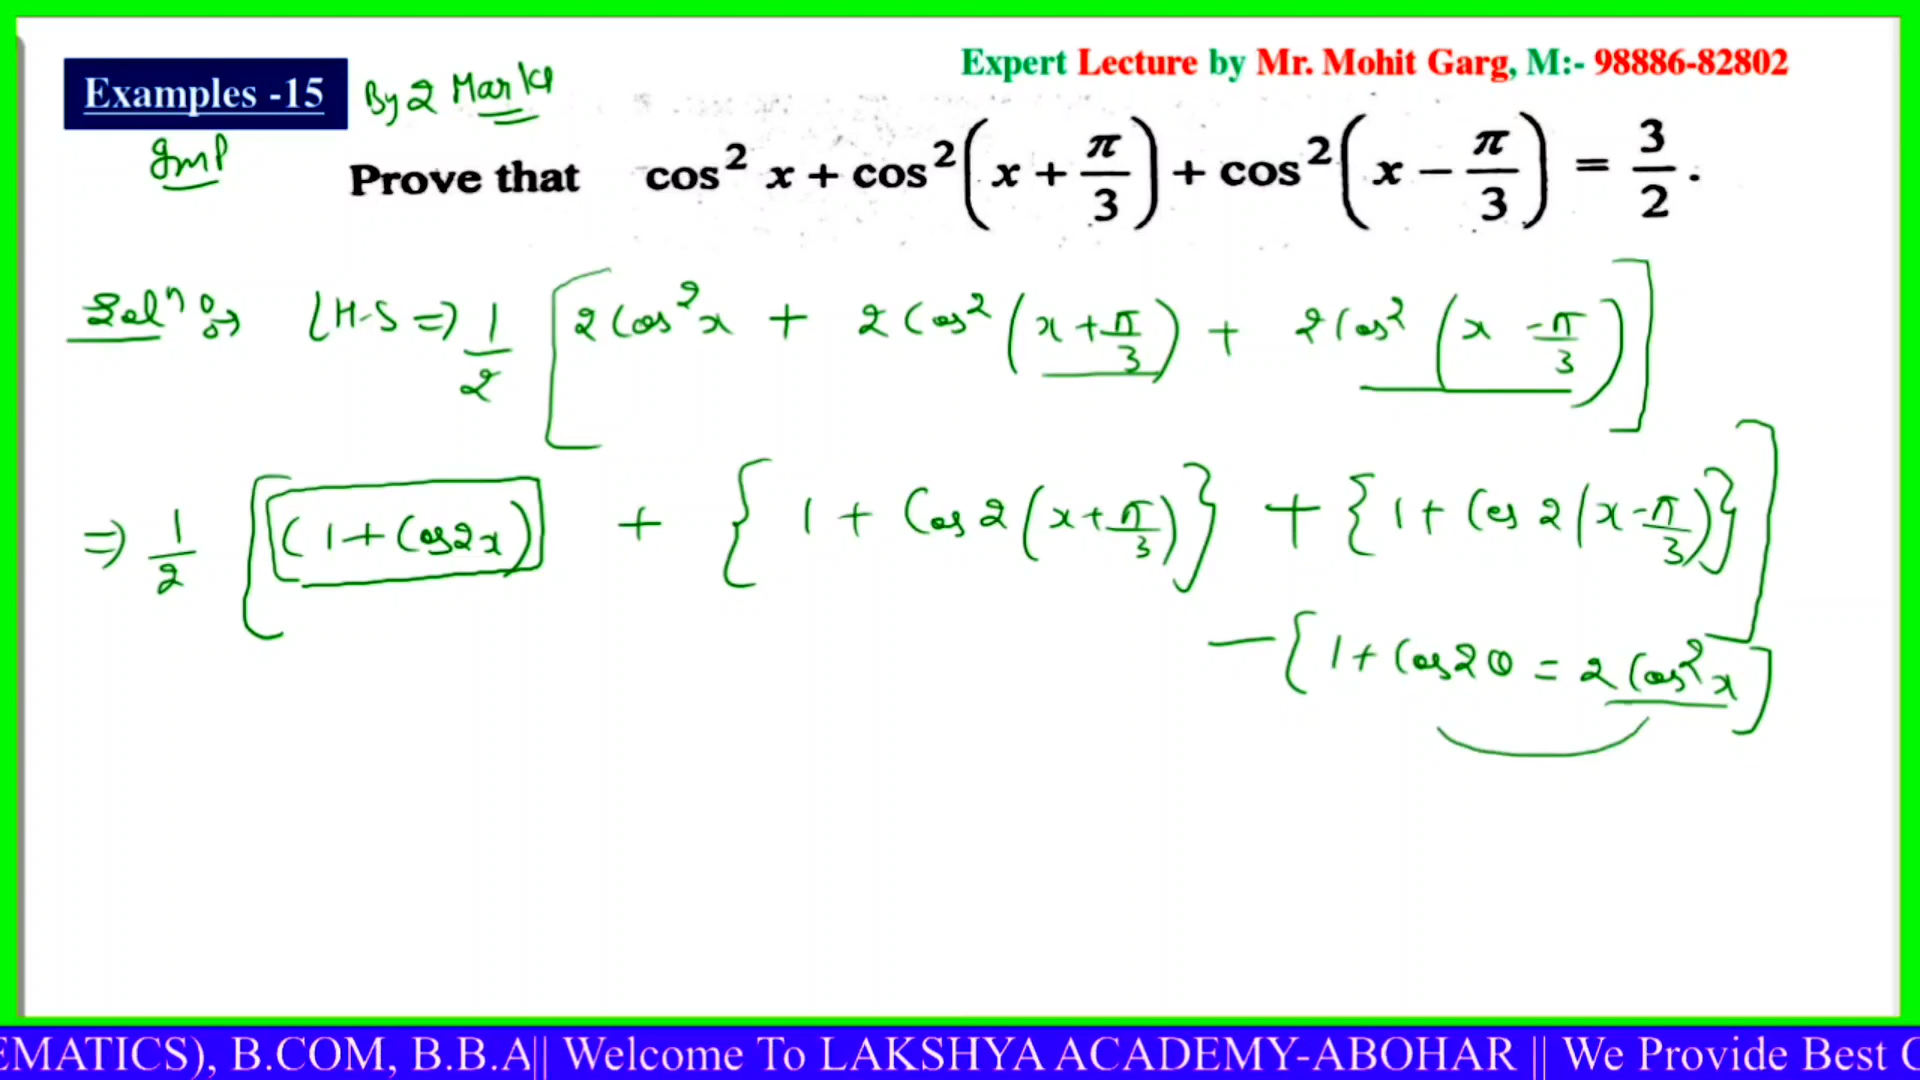 Expert Lecture by Mr. Mohit Garg, M:- 98886-82802
Examples -15 By 2 Marks
Imp
Prove that cos² x + cos²(x + π/3) + cos²(x − π/3) = 3/2.
Solⁿ :→ LH-S => 1/2 [2Cos²x + 2Cos²(x+π/3) + 2Cos²(x-π/3)]
=> 1/2 [(1+Cos2x) + {1+Cos2(x+π/3)} + {1+Cos2(x-π/3)}]
—{1+Cos2θ = 2Cos²x]
EMATICS), B.COM, B.B.A|| Welcome To LAKSHYA ACADEMY-ABOHAR || We Provide Best C